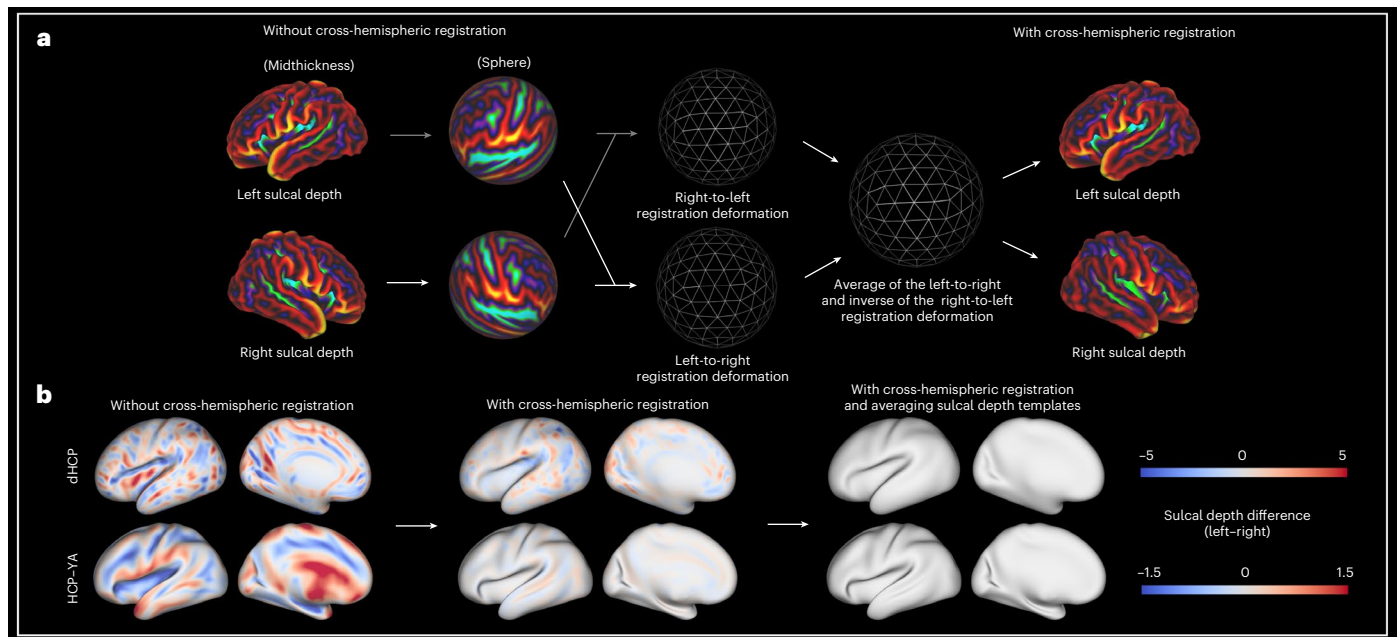 a
Without cross-hemispheric registration
With cross-hemispheric registration
(Midthickness)
(Sphere)
Left sulcal depth
Right-to-left
registration deformation
Left sulcal depth
Average of the left-to-right
and inverse of the right-to-left
registration deformation
Right sulcal depth
Left-to-right
registration deformation
Right sulcal depth
b
Without cross-hemispheric registration
With cross-hemispheric registration
With cross-hemispheric registration
and averaging sulcal depth templates
dHCP
–5 0 5
Sulcal depth difference
(left–right)
HCP–YA
–1.5 0 1.5